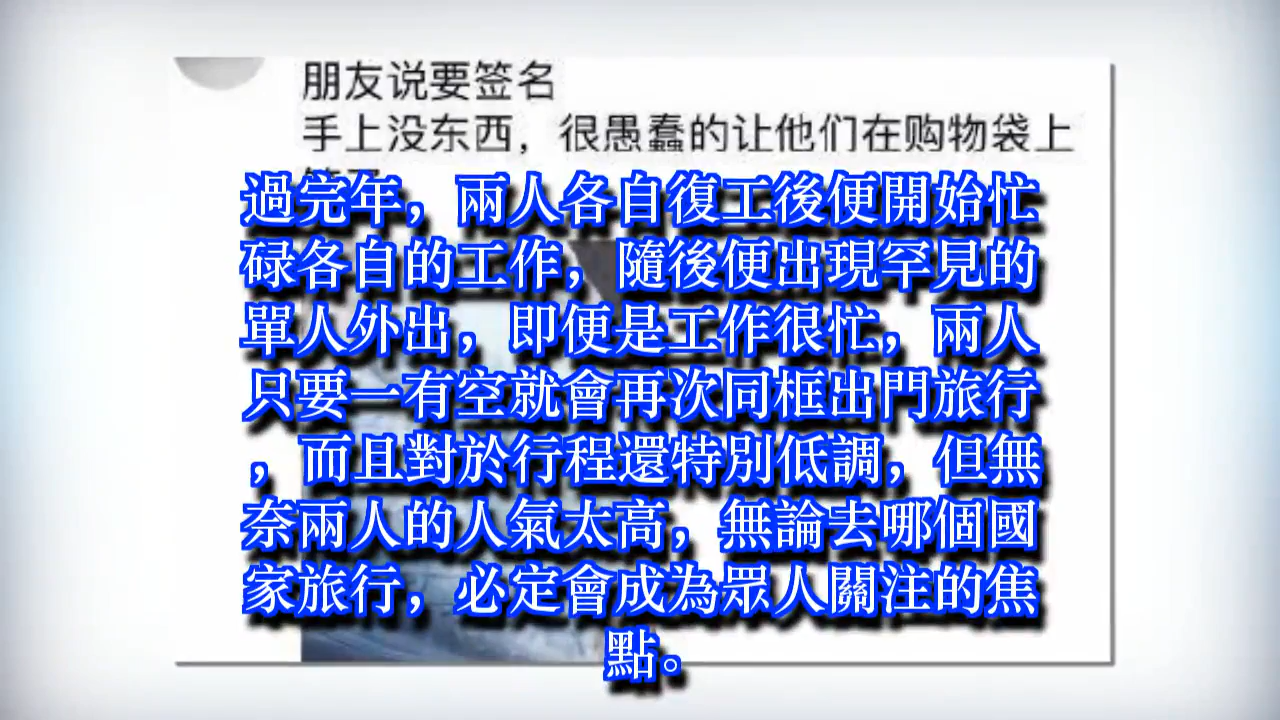 朋友说要签名
手上没东西，很愚蠢的让他们在购物袋上
過完年，兩人各自復工後便開始忙
碌各自的工作，隨後便出現罕見的
單人外出，即便是工作很忙，兩人
只要一有空就會再次同框出門旅行
，而且對於行程還特別低調，但無
奈兩人的人氣太高，無論去哪個國
家旅行，必定會成為眾人關注的焦
點。